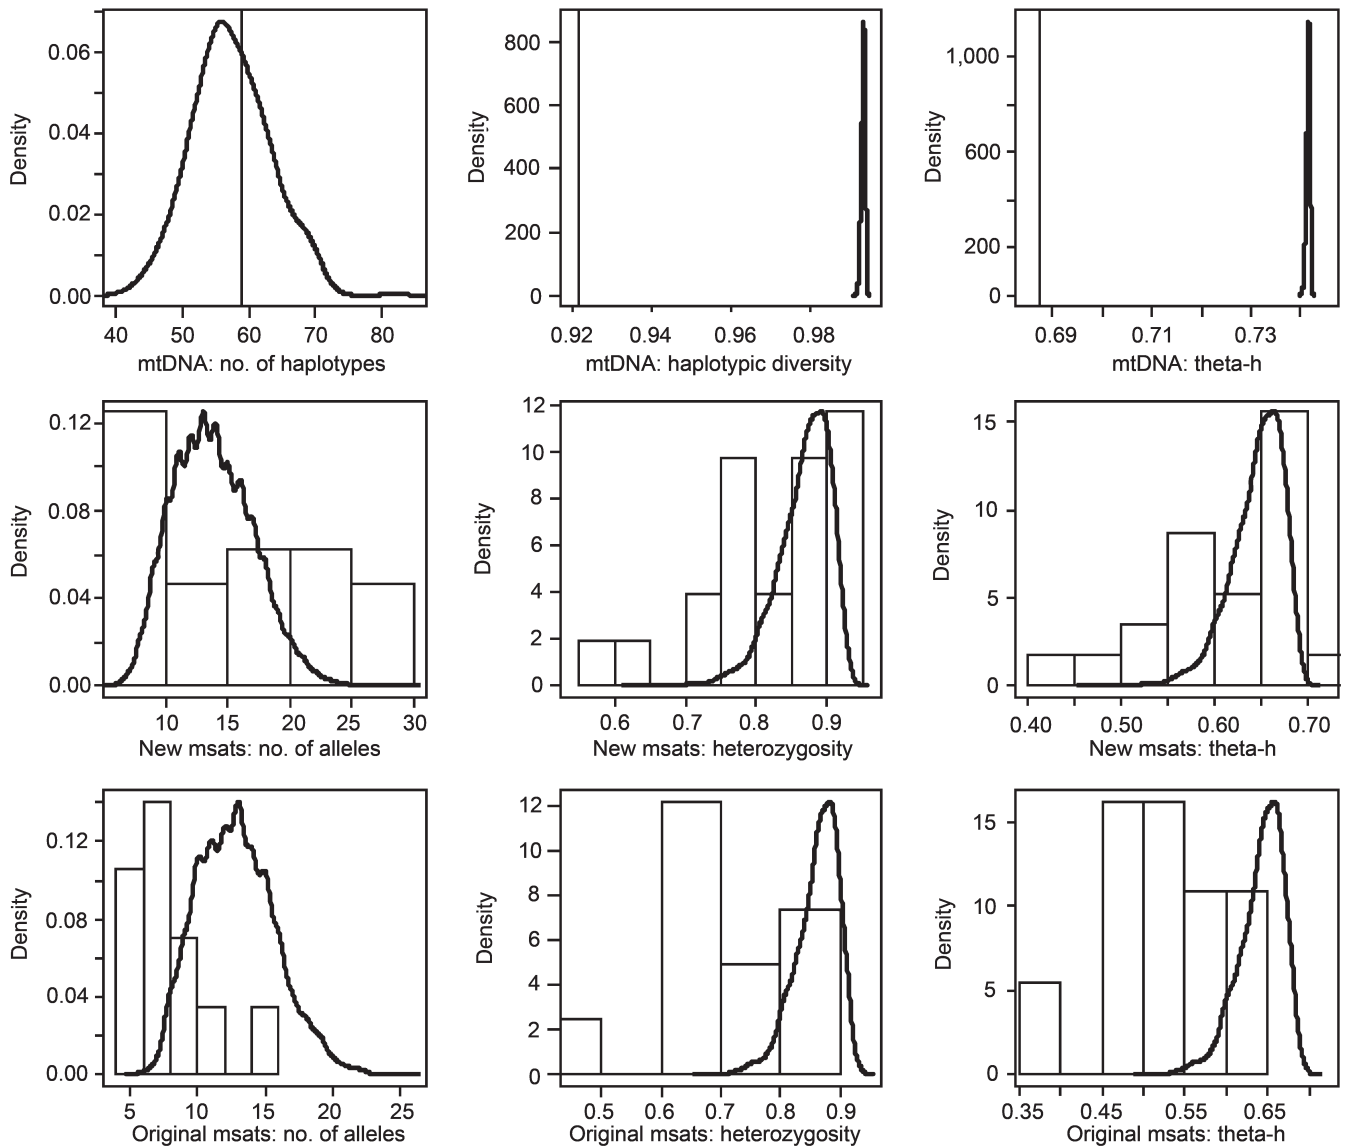 Density
0.06
0.04
0.02
0.00
40 50 60 70 80
mtDNA: no. of haplotypes
Density
800
600
400
200
0
0.92 0.94 0.96 0.98
mtDNA: haplotypic diversity
Density
1,000
600
200
0
0.69 0.71 0.73
mtDNA: theta-h
Density
0.12
0.08
0.04
0.00
10 15 20 25 30
New msats: no. of alleles
Density
12
10
8
6
4
2
0
0.6 0.7 0.8 0.9
New msats: heterozygosity
Density
15
10
5
0
0.40 0.50 0.60 0.70
New msats: theta-h
Density
0.12
0.08
0.04
0.00
5 10 15 20 25
Original msats: no. of alleles
Density
12
10
8
6
4
2
0
0.5 0.6 0.7 0.8 0.9
Original msats: heterozygosity
Density
15
10
5
0
0.35 0.45 0.55 0.65
Original msats: theta-h